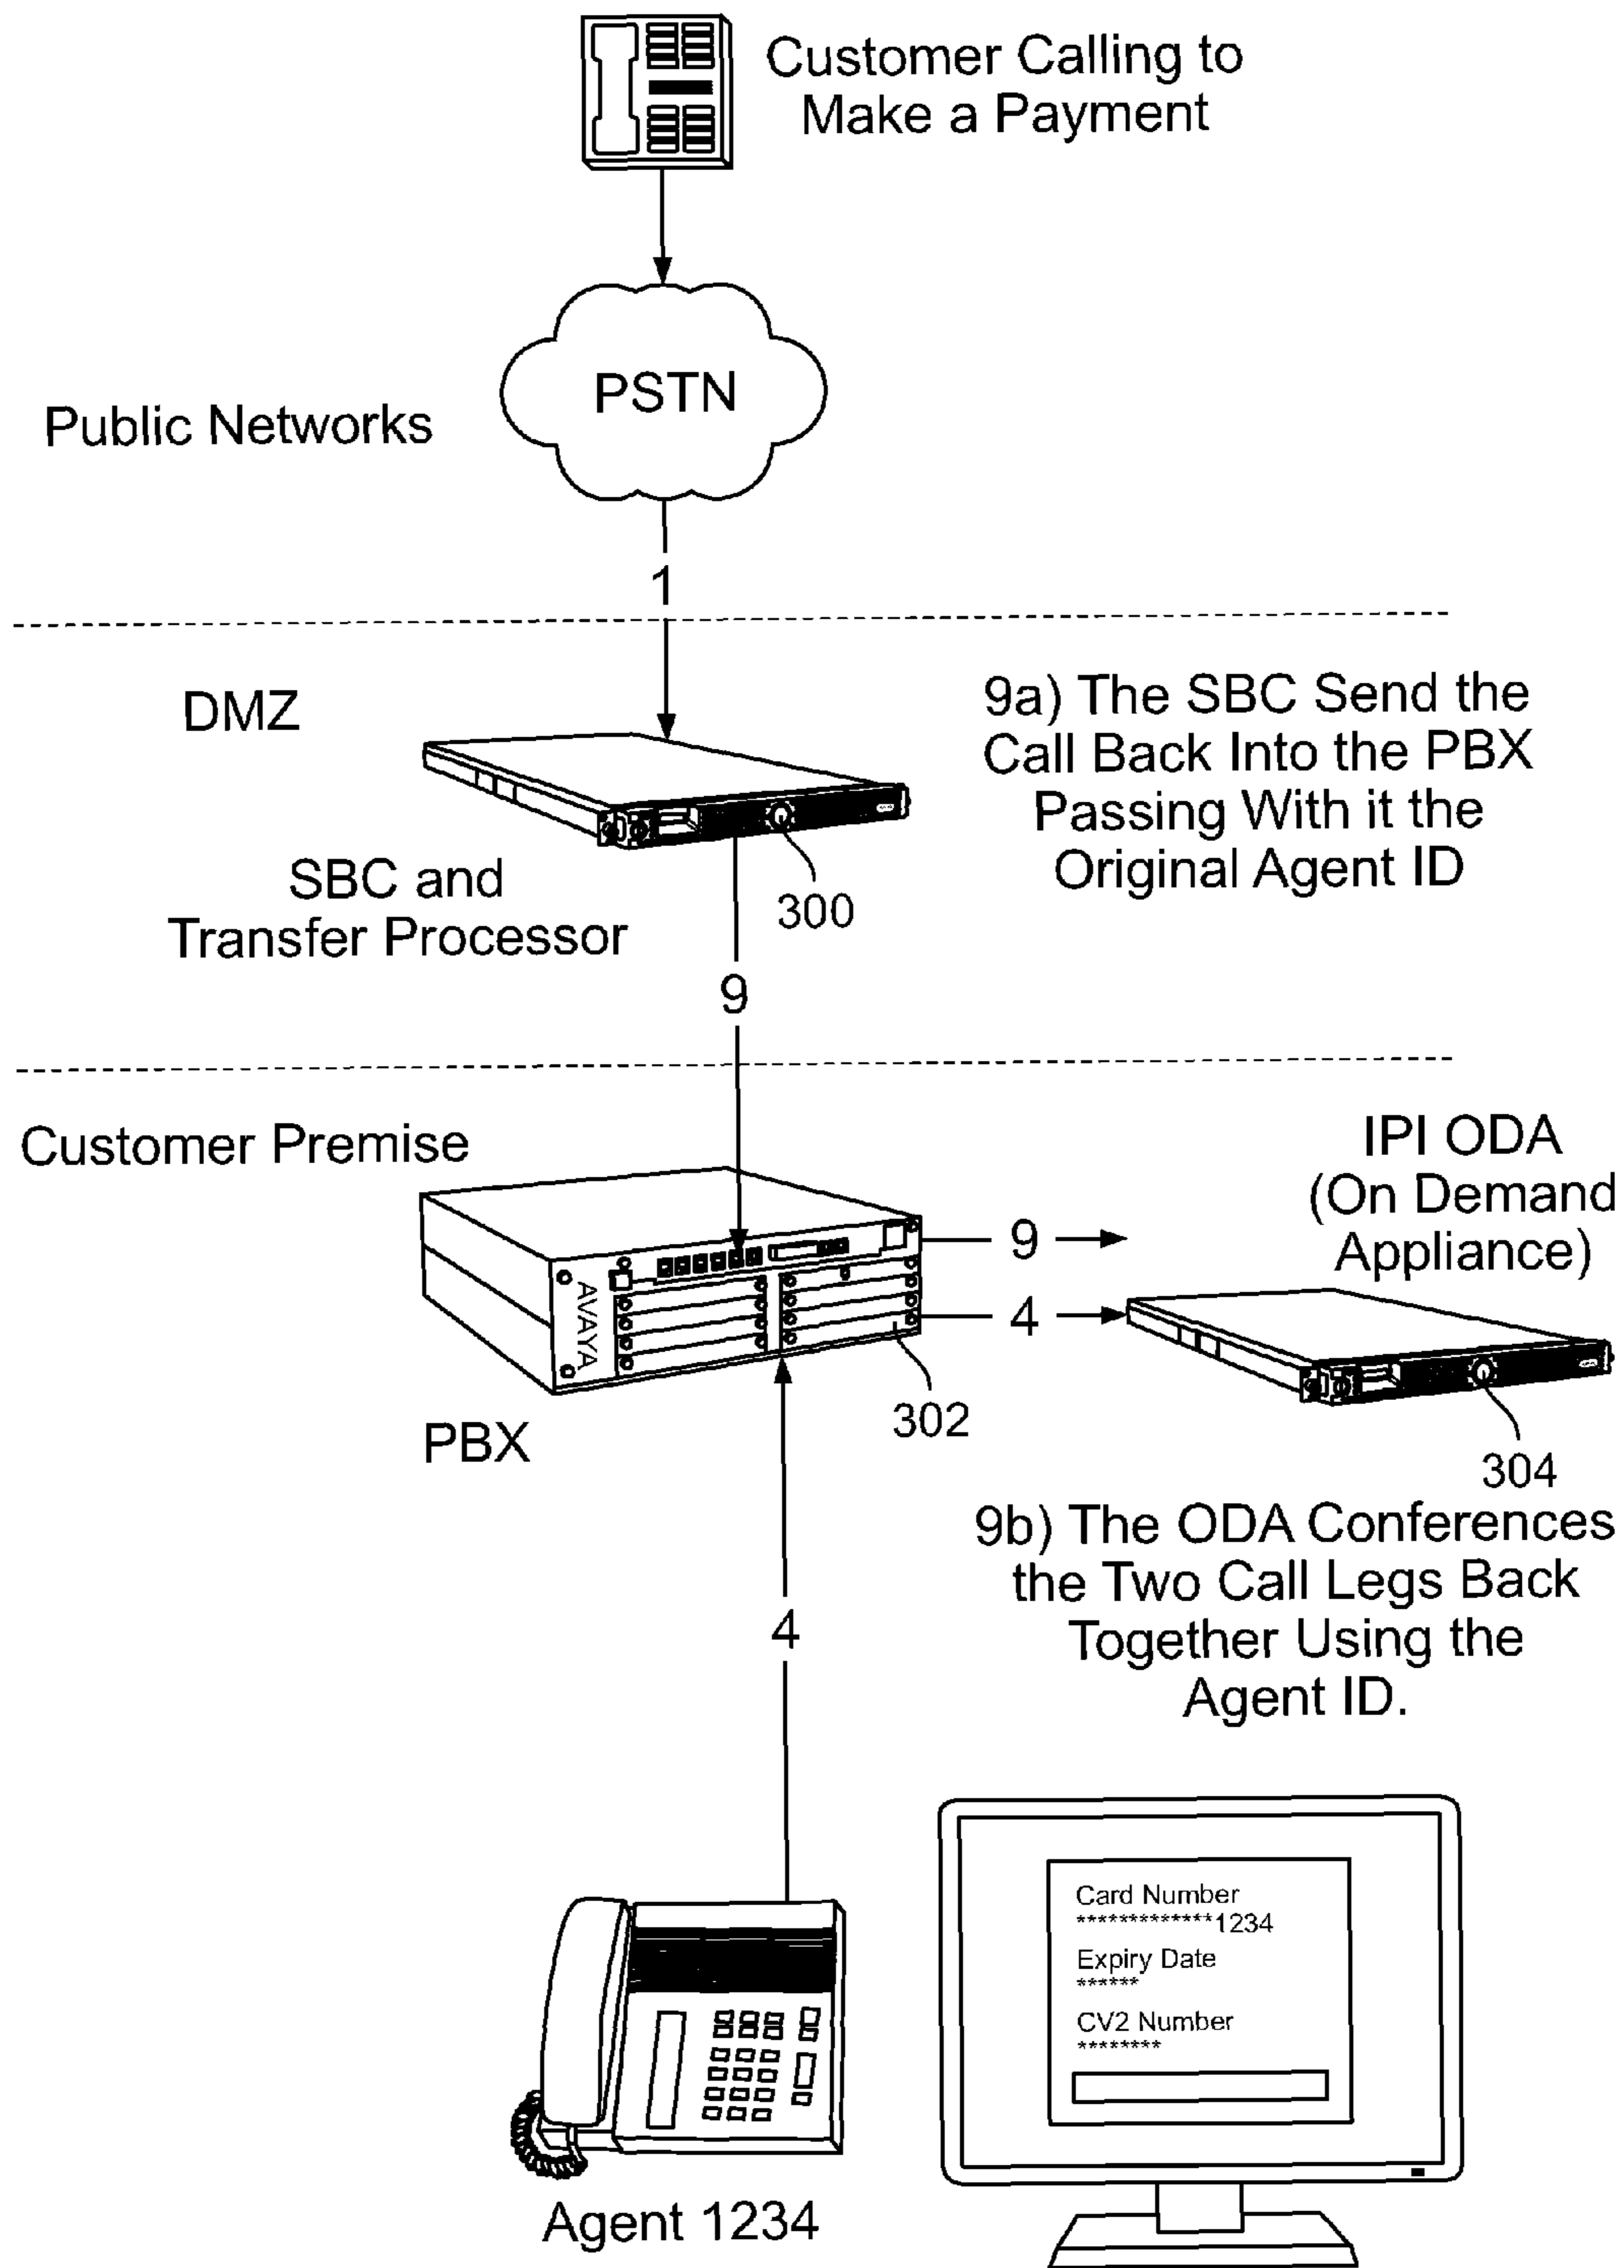 Customer Calling to
Make a Payment
PSTN
Public Networks
1
DMZ
9a) The SBC Send the
Call Back Into the PBX
Passing With it the
Original Agent ID
SBC and
Transfer Processor
300
9
Customer Premise
IPI ODA
(On Demand
Appliance)
9
4
AVAYA
302
PBX
304
9b) The ODA Conferences
the Two Call Legs Back
Together Using the
Agent ID.
4
Card Number
*************1234
Expiry Date
******
CV2 Number
********
Agent 1234